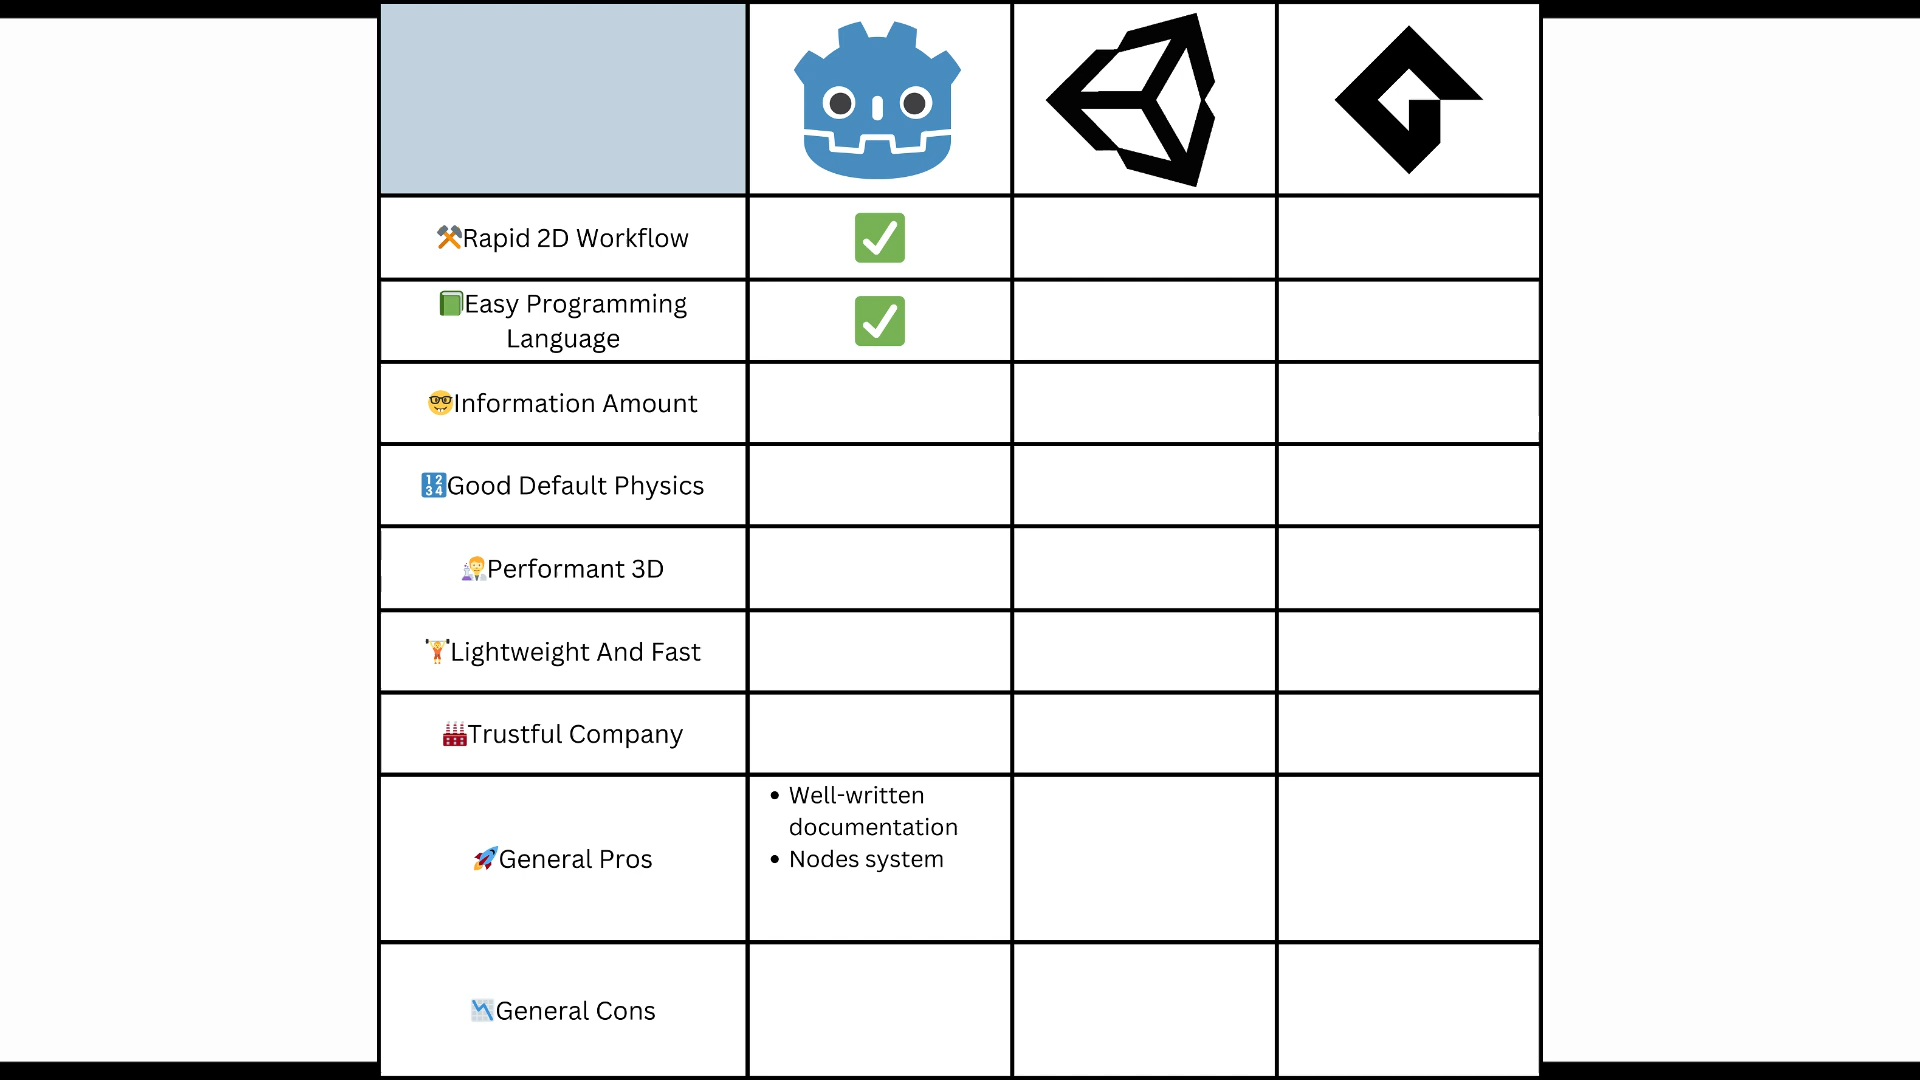 ⚒️Rapid 2D Workflow
✅
📗Easy Programming
Language
✅
🤓Information Amount
🔢Good Default Physics
🧑‍🔬Performant 3D
🏋️Lightweight And Fast
🏭Trustful Company
• Well-written
documentation
• Nodes system
🚀General Pros
📉General Cons